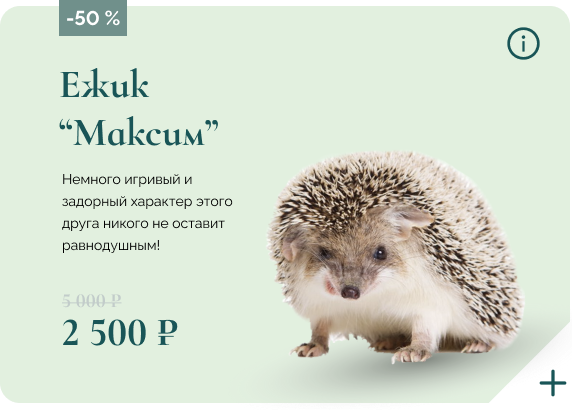 -50 %
Ежик
“Максим”
Немного игривый и
задорный характер этого
друга никого не оставит
равнодушным!
5 000 ₽
2 500 ₽